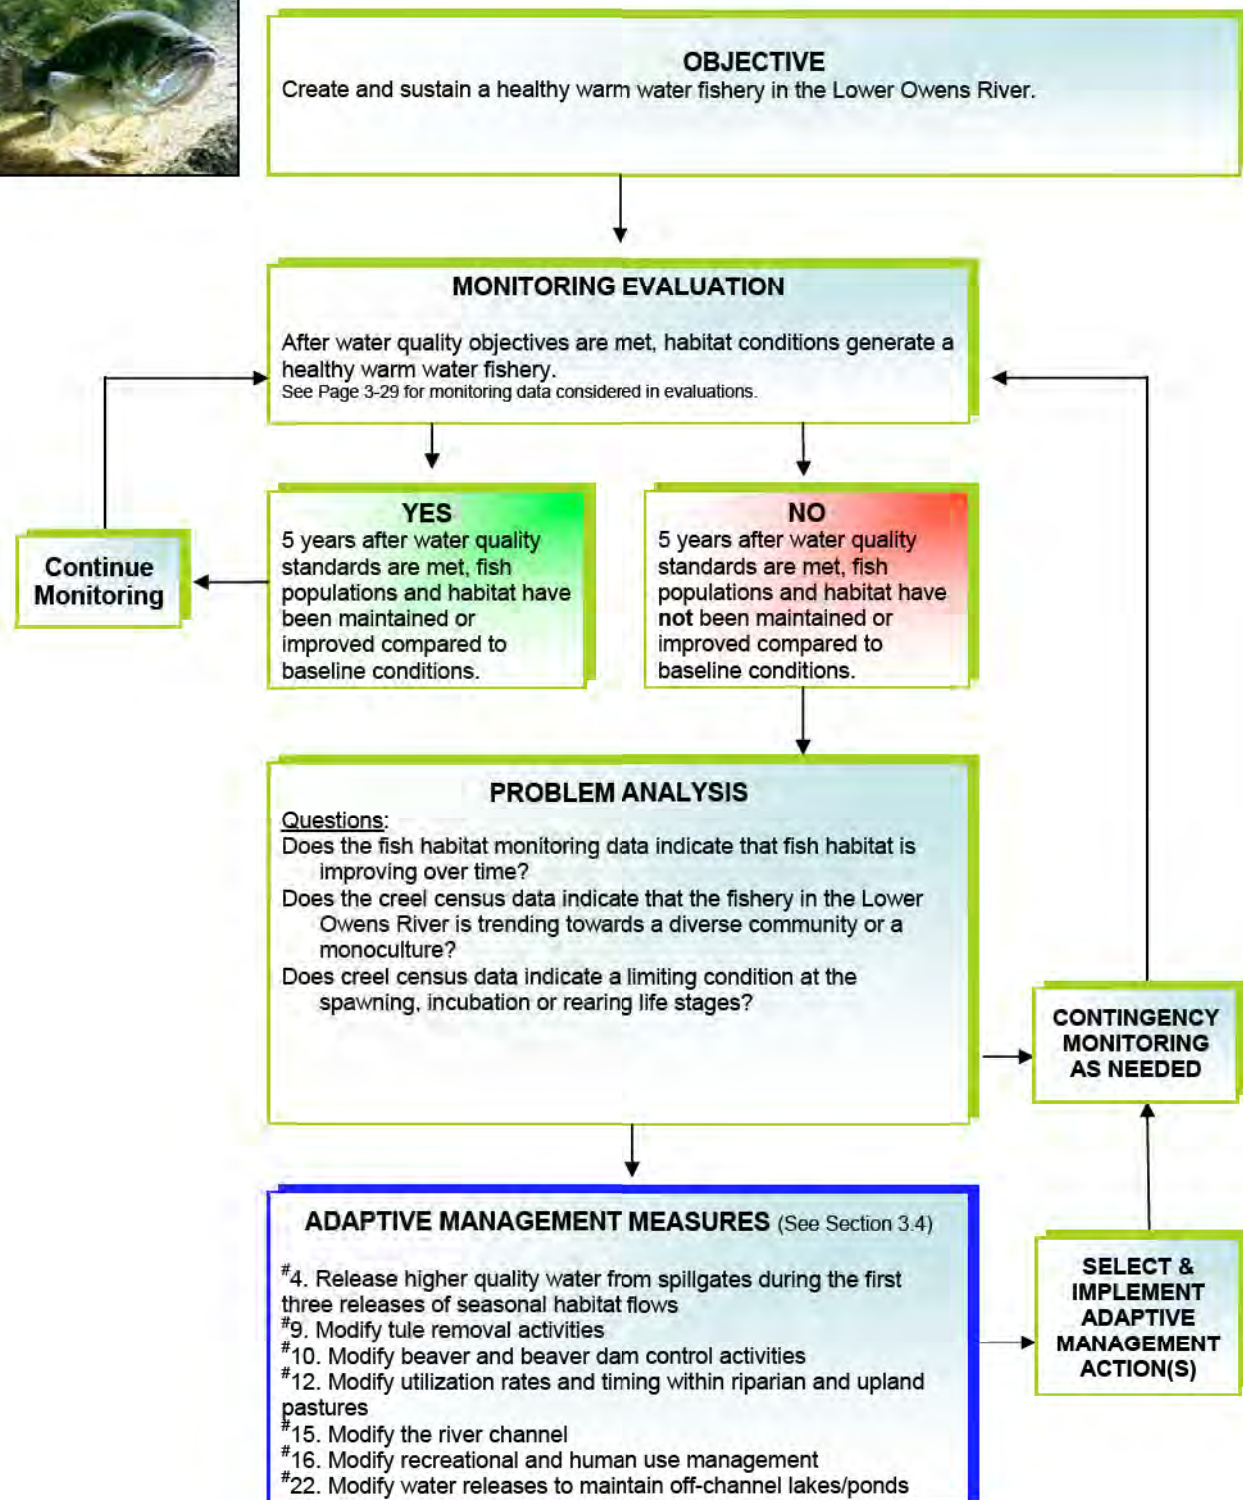 OBJECTIVE
Create and sustain a healthy warm water fishery in the Lower Owens River.
MONITORING EVALUATION
After water quality objectives are met, habitat conditions generate a
healthy warm water fishery.
See Page 3-29 for monitoring data considered in evaluations.
YES
5 years after water quality
standards are met, fish
populations and habitat have
been maintained or
improved compared to
baseline conditions.
NO
5 years after water quality
standards are met, fish
populations and habitat have
not been maintained or
improved compared to
baseline conditions.
Continue
Monitoring
PROBLEM ANALYSIS
Questions:
Does the fish habitat monitoring data indicate that fish habitat is
improving over time?
Does the creel census data indicate that the fishery in the Lower
Owens River is trending towards a diverse community or a
monoculture?
Does creel census data indicate a limiting condition at the
spawning, incubation or rearing life stages?
CONTINGENCY
MONITORING
AS NEEDED
ADAPTIVE MANAGEMENT MEASURES (See Section 3.4)
#4. Release higher quality water from spillgates during the first
three releases of seasonal habitat flows
#9. Modify tule removal activities
#10. Modify beaver and beaver dam control activities
#12. Modify utilization rates and timing within riparian and upland
pastures
#15. Modify the river channel
#16. Modify recreational and human use management
#22. Modify water releases to maintain off-channel lakes/ponds
SELECT &
IMPLEMENT
ADAPTIVE
MANAGEMENT
ACTION(S)